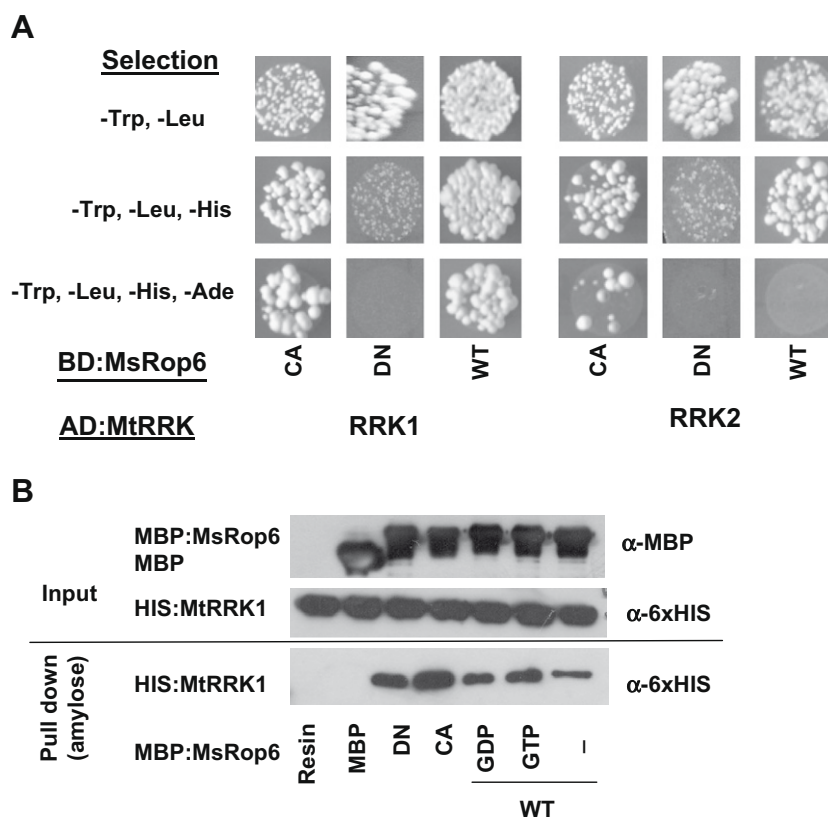 A
Selection
-Trp, -Leu
-Trp, -Leu, -His
-Trp, -Leu, -His, -Ade
BD:MsRop6
CA DN WT CA DN WT
AD:MtRRK
RRK1 RRK2
B
Input
MBP:MsRop6
MBP
α-MBP
HIS:MtRRK1
α-6xHIS
Pull down
(amylose)
HIS:MtRRK1
α-6xHIS
MBP:MsRop6
Resin MBP DN CA GDP GTP –
WT